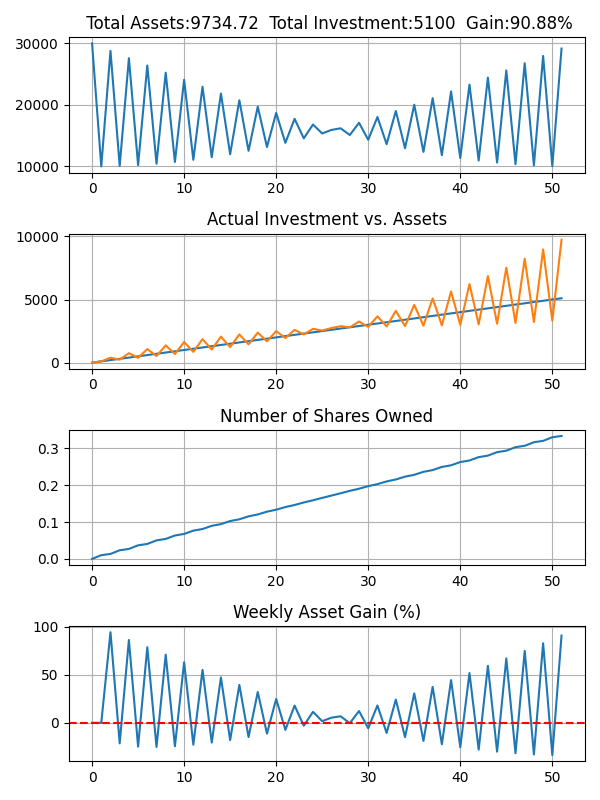 Total Assets:9734.72  Total Investment:5100  Gain:90.88%
30000
20000
10000
0 10 20 30 40 50
Actual Investment vs. Assets
10000
5000
0
0 10 20 30 40 50
Number of Shares Owned
0.3
0.2
0.1
0.0
0 10 20 30 40 50
Weekly Asset Gain (%)
100
50
0
0 10 20 30 40 50